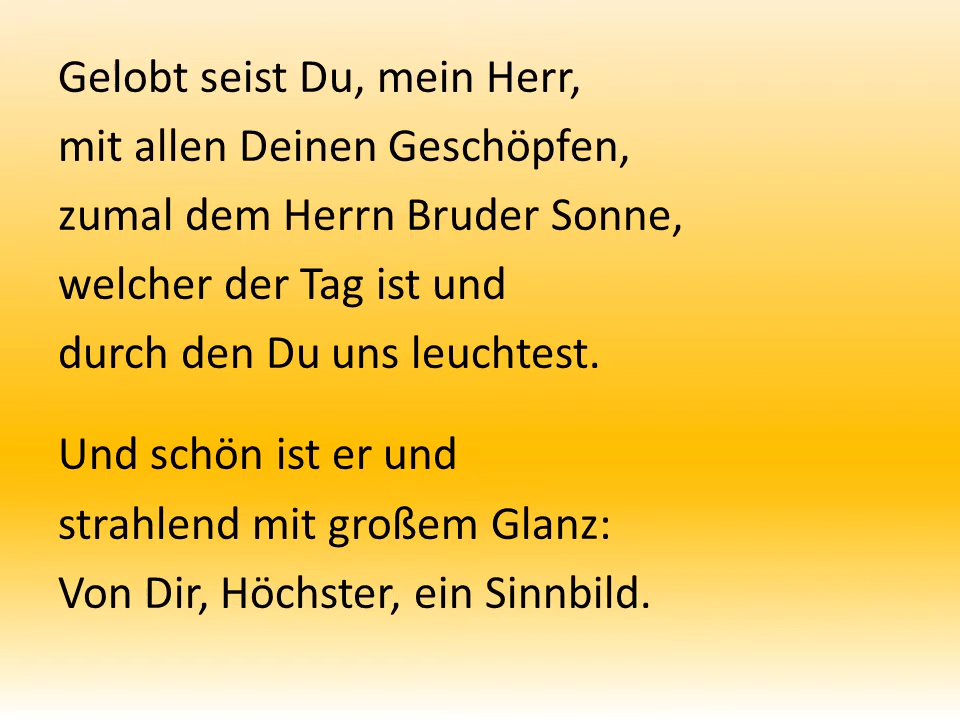 Gelobt seist Du, mein Herr,
mit allen Deinen Geschöpfen,
zumal dem Herrn Bruder Sonne,
welcher der Tag ist und
durch den Du uns leuchtest.
Und schön ist er und
strahlend mit großem Glanz:
Von Dir, Höchster, ein Sinnbild.